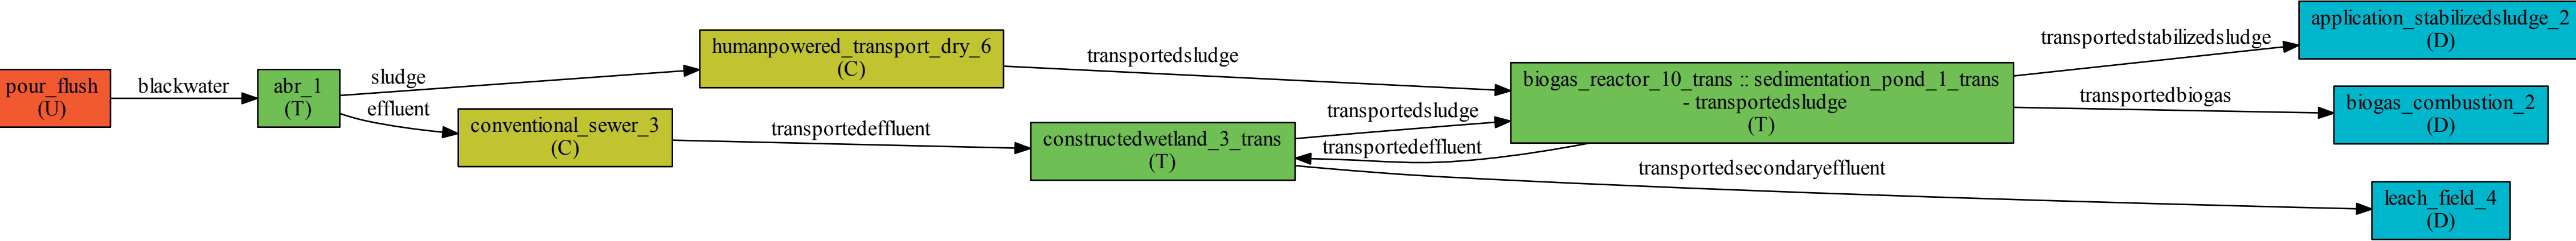 pour_flush
(U)
blackwater
abr_1
(T)
sludge
effluent
humanpowered_transport_dry_6
(C)
conventional_sewer_3
(C)
transportedsludge
transportedeffluent
constructedwetland_3_trans
(T)
transportedsludge
transportedeffluent
biogas_reactor_10_trans :: sedimentation_pond_1_trans
- transportedsludge
(T)
transportedstabilizedsludge
transportedbiogas
transportedsecondaryeffluent
application_stabilizedsludge_2
(D)
biogas_combustion_2
(D)
leach_field_4
(D)